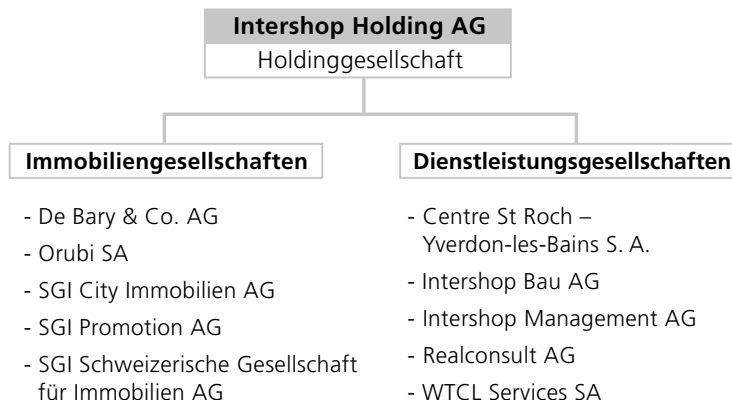 Intershop Holding AG
Holdinggesellschaft
Immobiliengesellschaften
- De Bary & Co. AG
- Orubi SA
- SGI City Immobilien AG
- SGI Promotion AG
- SGI Schweizerische Gesellschaft
für Immobilien AG
Dienstleistungsgesellschaften
- Centre St Roch –
Yverdon-les-Bains S. A.
- Intershop Bau AG
- Intershop Management AG
- Realconsult AG
- WTCL Services SA